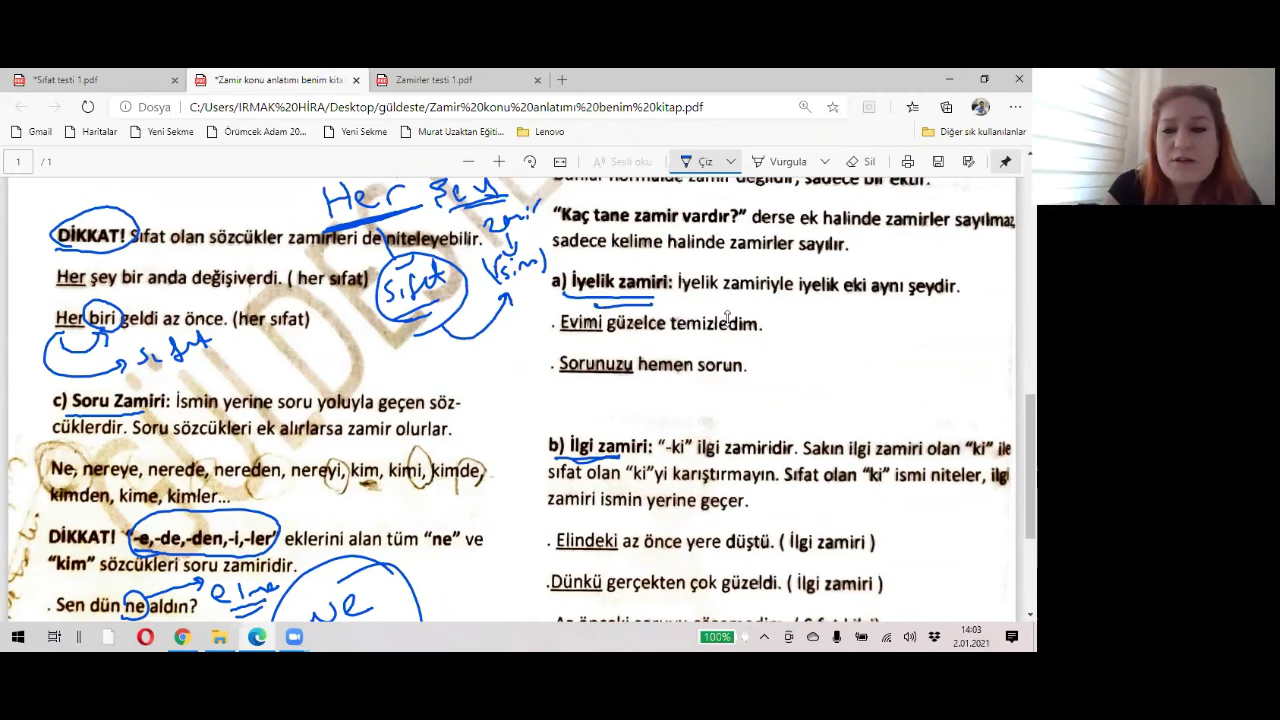 *Sıfat testi 1.pdf
*Zamir konu anlatımı benim kita
Zamirler testi 1.pdf
Dosya
C:/Users/IRMAK%20HİRA/Desktop/güldeste/Zamir%20konu%20anlatımı%20benim%20kitap.pdf
Gmail
Haritalar
Yeni Sekme
Örümcek Adam 20...
Yeni Sekme
Murat Uzaktan Eğiti...
Lenovo
Diğer sık kullanılanlar
1 /1
Sesli oku
Çiz
Vurgula
Sil
Her şey
zamir
(isim)
DİKKAT! Sıfat olan sözcükler zamirleri de niteleyebilir.
Her şey bir anda değişiverdi. ( her sıfat)
sıfat
Her biri geldi az önce. (her sıfat)
sıfat
c) Soru Zamiri: İsmin yerine soru yoluyla geçen söz-
cüklerdir. Soru sözcükleri ek alırlarsa zamir olurlar.
Ne, nereye, nerede, nereden, nereyi, kim, kimi, kimde,
kimden, kime, kimler...
DİKKAT! "-e,-de,-den,-i,-ler" eklerini alan tüm "ne" ve
"kim" sözcükleri soru zamiridir.
elma
Sen dün ne aldın?
ne
Bunlar normalde zamir değildir, sadece bir ektir.
"Kaç tane zamir vardır?" derse ek halinde zamirler sayılmaz,
sadece kelime halinde zamirler sayılır.
a) İyelik zamiri: İyelik zamiriyle iyelik eki aynı şeydir.
. Evimi güzelce temizledim.
. Sorunuzu hemen sorun.
b) İlgi zamiri: "-ki" ilgi zamiridir. Sakın ilgi zamiri olan "ki" ile
sıfat olan "ki"yi karıştırmayın. Sıfat olan "ki" ismi niteler, ilgi
zamiri ismin yerine geçer.
. Elindeki az önce yere düştü. ( İlgi zamiri )
.Dünkü gerçekten çok güzeldi. ( İlgi zamiri )
100%
14:03
2.01.2021